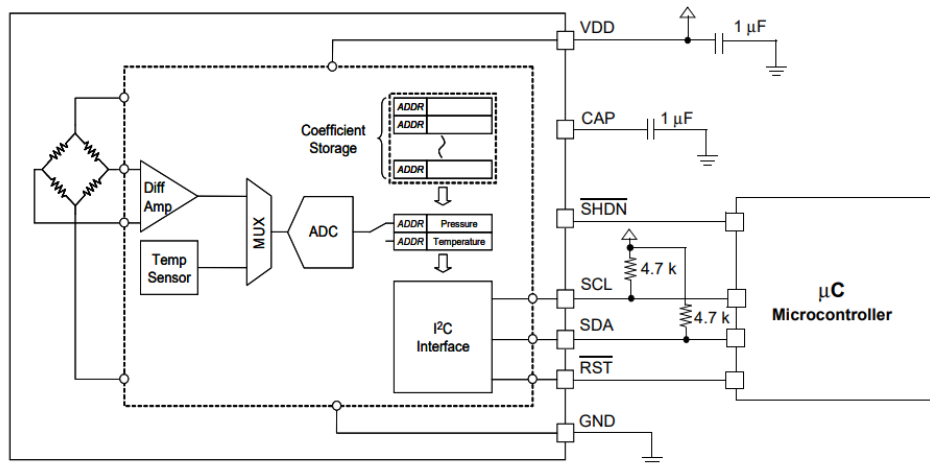 VDD
1 μF
CAP
1 μF
ADDR
ADDR
Coefficient
Storage
ADDR
SHDN
Diff
Amp
MUX
ADC
ADDR Pressure
ADDR Temperature
Temp
Sensor
4.7 k
SCL
μC
Microcontroller
4.7 k
I²C
Interface
SDA
RST
GND